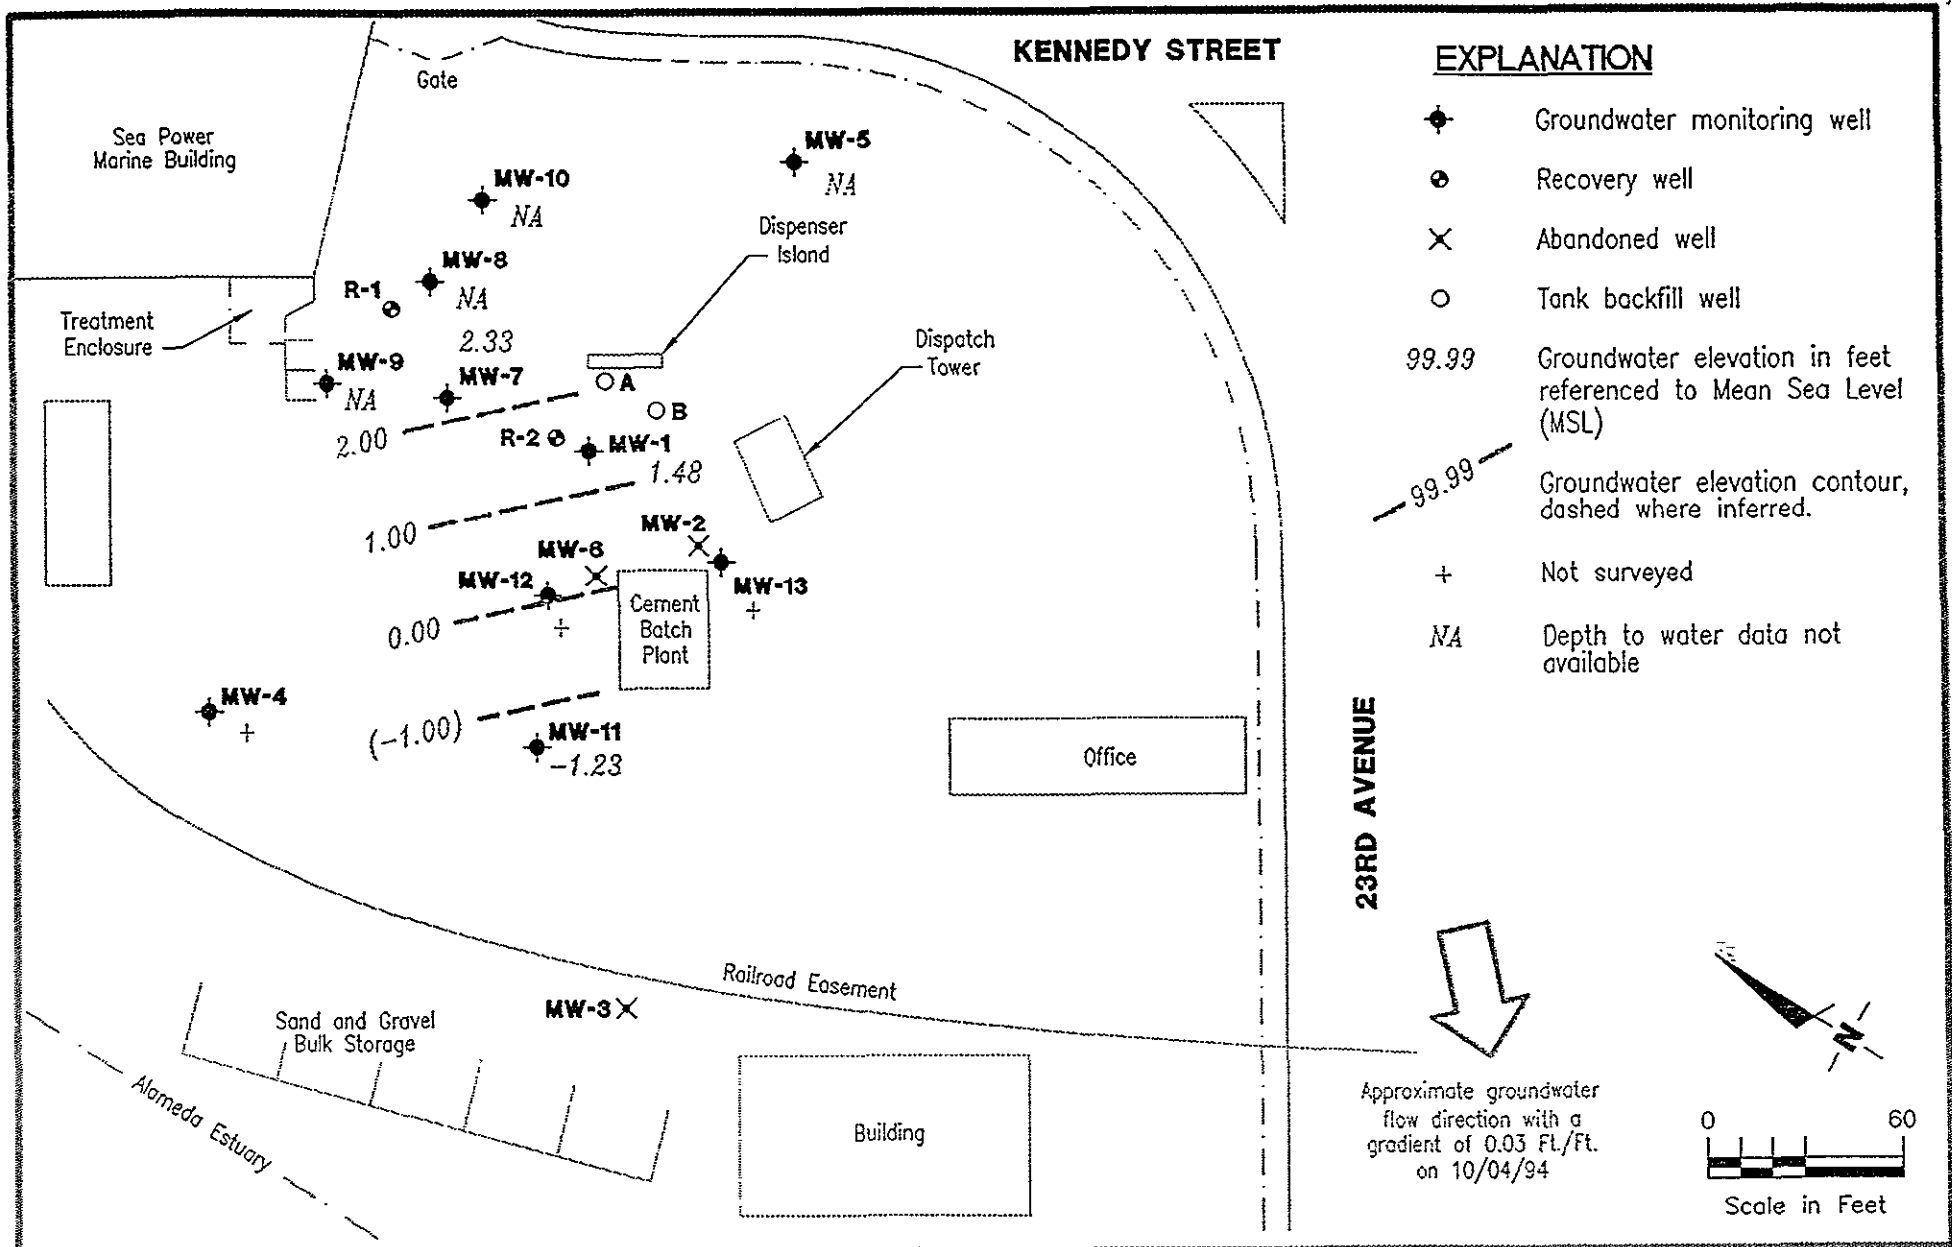 KENNEDY STREET
Gate
Sea Power
Marine Building
MW-5
NA
MW-10
NA
Dispenser
Island
MW-8
NA
R-1
Treatment
Enclosure
2.33
MW-9
NA
MW-7
A
B
Dispatch
Tower
2.00
R-2
MW-1
1.48
1.00
MW-2
MW-6
MW-12
MW-13
Cement
Batch
Plant
0.00
MW-4
(-1.00)
MW-11
-1.23
Office
23RD AVENUE
Railroad Easement
MW-3
Sand and Gravel
Bulk Storage
Alameda Estuary
Building
EXPLANATION
Groundwater monitoring well
Recovery well
Abandoned well
Tank backfill well
99.99 Groundwater elevation in feet
referenced to Mean Sea Level
(MSL)
99.99 Groundwater elevation contour,
dashed where inferred.
+ Not surveyed
NA Depth to water data not
available
Approximate groundwater
flow direction with a
gradient of 0.03 Ft./Ft.
on 10/04/94
N
0 60
Scale in Feet